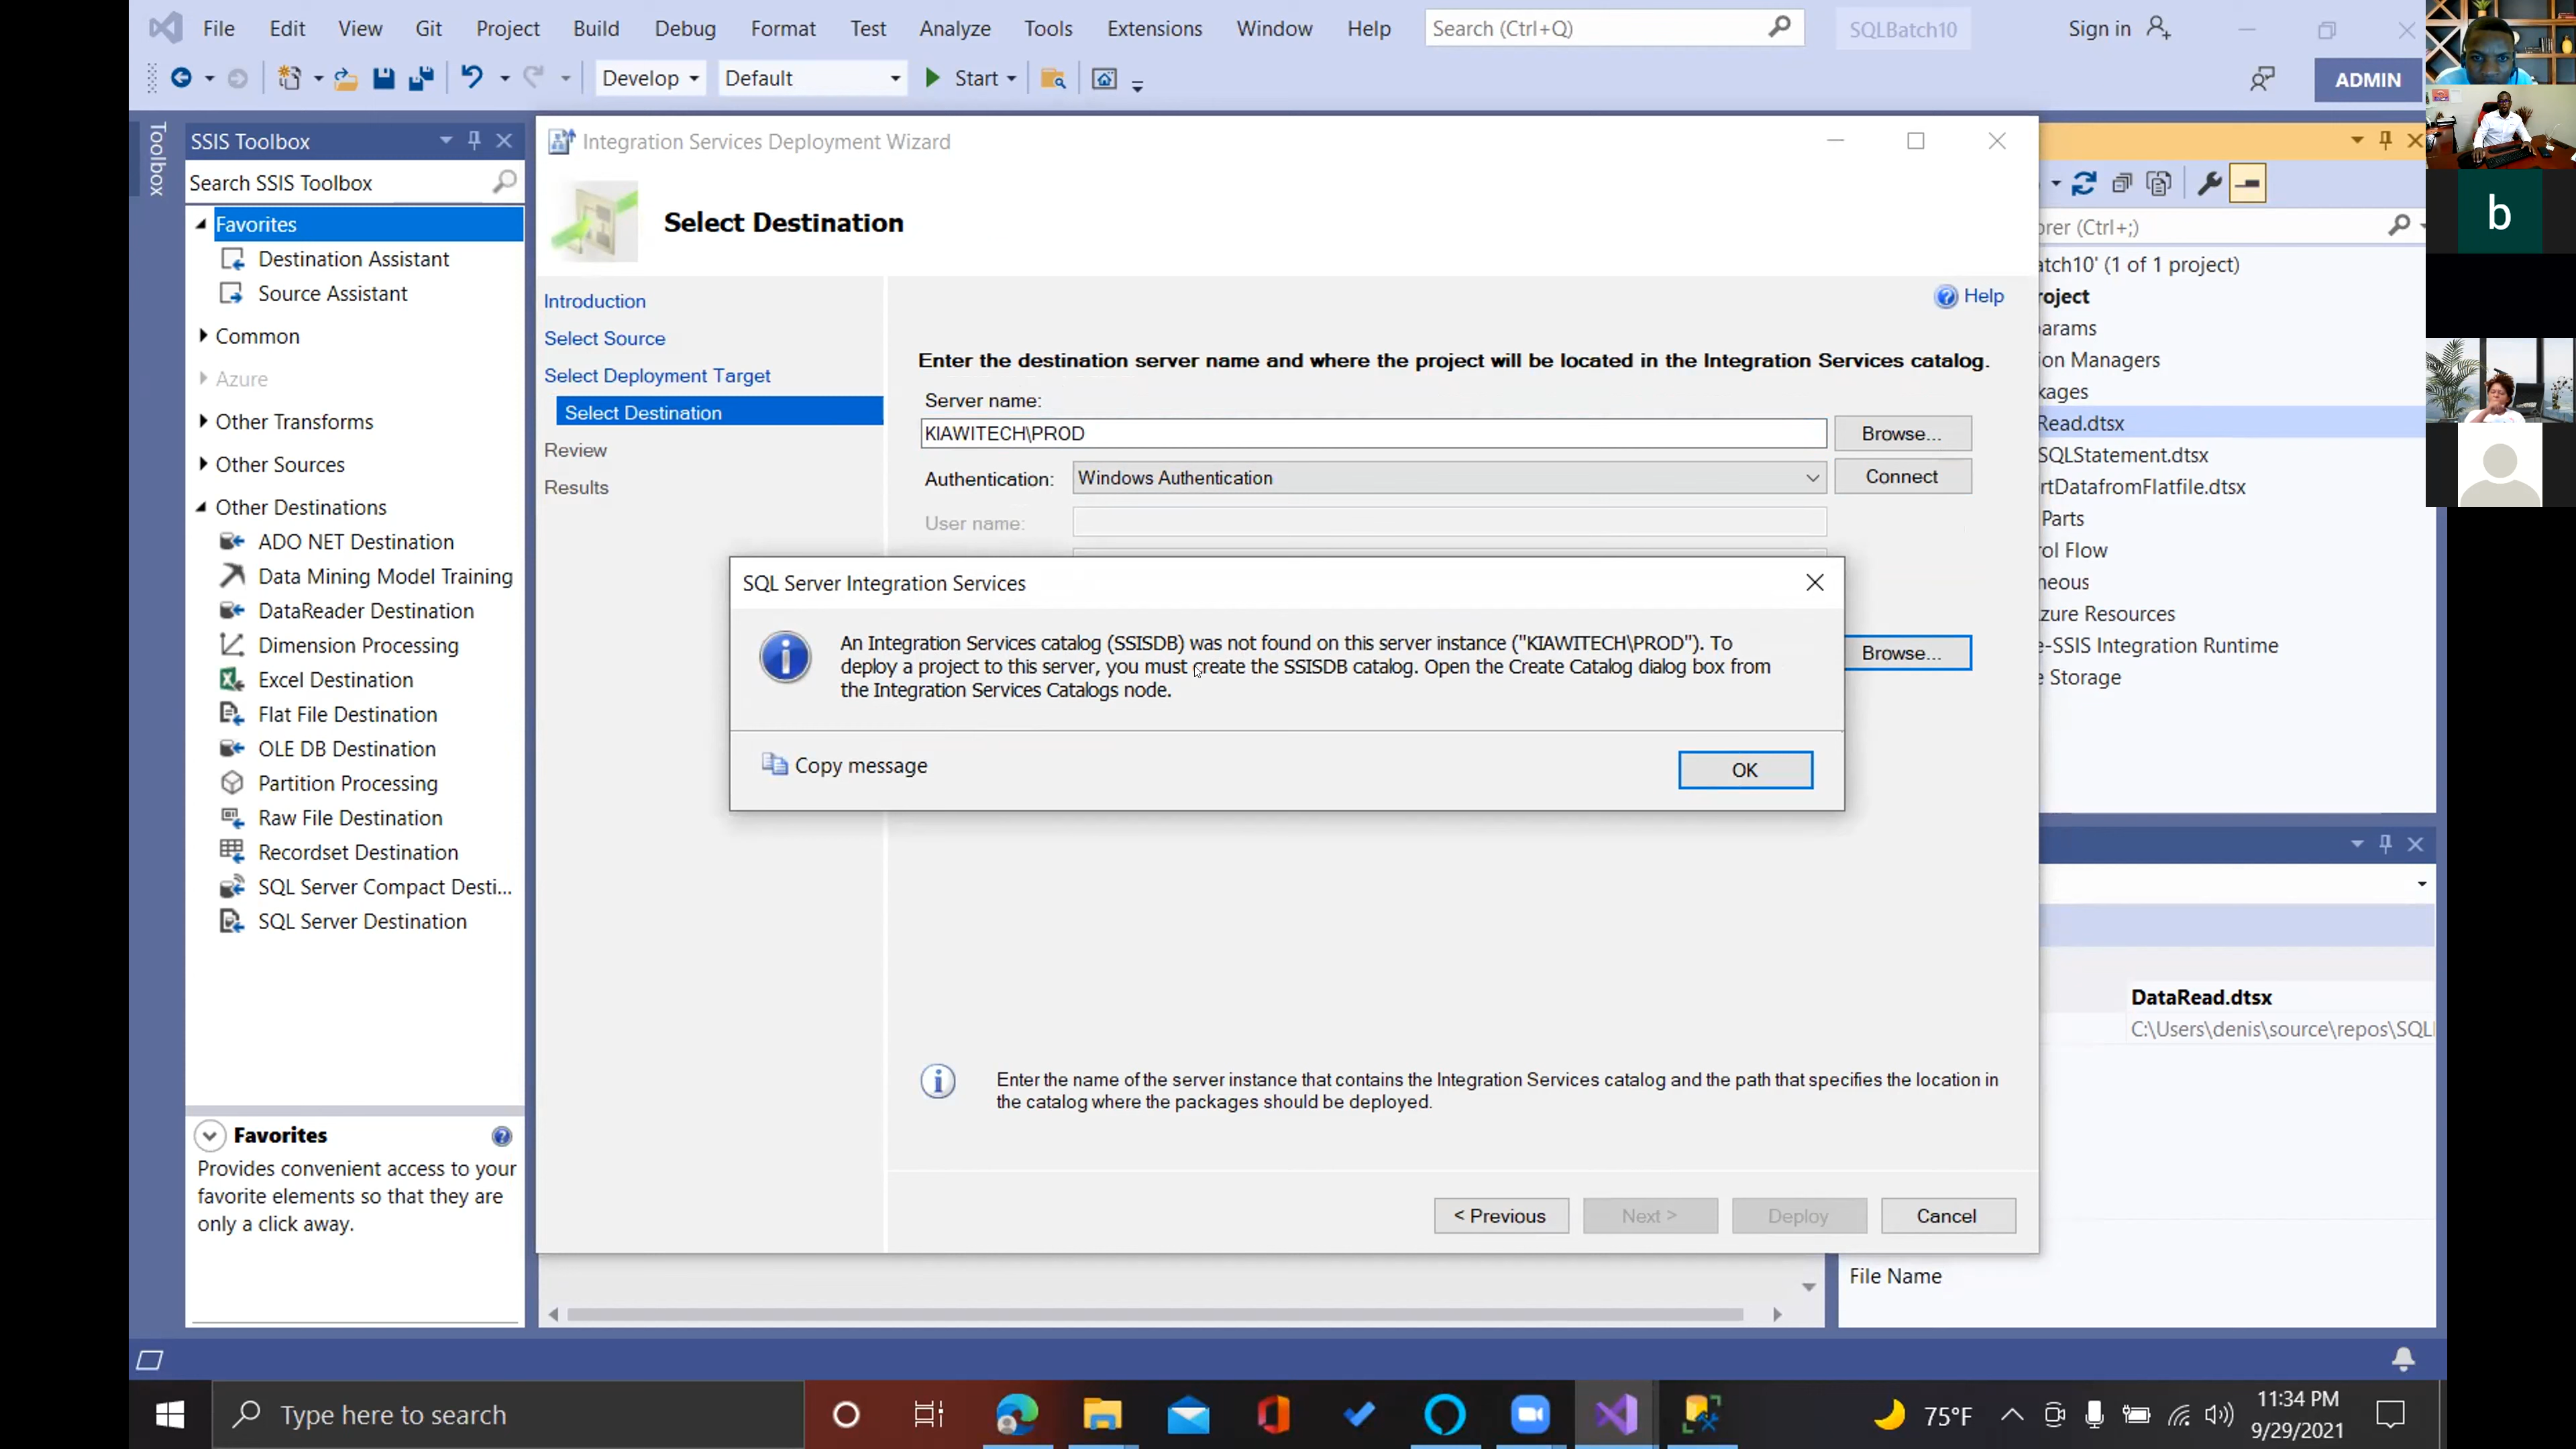 File Edit View Git Project Build Debug Format Test Analyze Tools Extensions Window Help Search (Ctrl+Q) SQLBatch10 Sign in
Develop Default Start ADMIN
Toolbox
SSIS Toolbox
Search SSIS Toolbox
Favorites
Destination Assistant
Source Assistant
Common
Azure
Other Transforms
Other Sources
Other Destinations
ADO NET Destination
Data Mining Model Training
DataReader Destination
Dimension Processing
Excel Destination
Flat File Destination
OLE DB Destination
Partition Processing
Raw File Destination
Recordset Destination
SQL Server Compact Desti...
SQL Server Destination
Favorites
Provides convenient access to your
favorite elements so that they are
only a click away.
Integration Services Deployment Wizard
Select Destination
Introduction
Select Source
Select Deployment Target
Select Destination
Review
Results
Help
Enter the destination server name and where the project will be located in the Integration Services catalog.
Server name:
KIAWITECH\PROD Browse...
Authentication: Windows Authentication Connect
User name:
Browse...
SQL Server Integration Services
An Integration Services catalog (SSISDB) was not found on this server instance ("KIAWITECH\PROD"). To
deploy a project to this server, you must create the SSISDB catalog. Open the Create Catalog dialog box from
the Integration Services Catalogs node.
Copy message OK
Enter the name of the server instance that contains the Integration Services catalog and the path that specifies the location in
the catalog where the packages should be deployed.
< Previous Next > Deploy Cancel
orer (Ctrl+;)
atch10' (1 of 1 project)
roject
arams
ion Managers
kages
Read.dtsx
SQLStatement.dtsx
rtDatafromFlatfile.dtsx
Parts
rol Flow
neous
zure Resources
e-SSIS Integration Runtime
e Storage
DataRead.dtsx
C:\Users\denis\source\repos\SQL
File Name
b
Type here to search
75°F
11:34 PM
9/29/2021